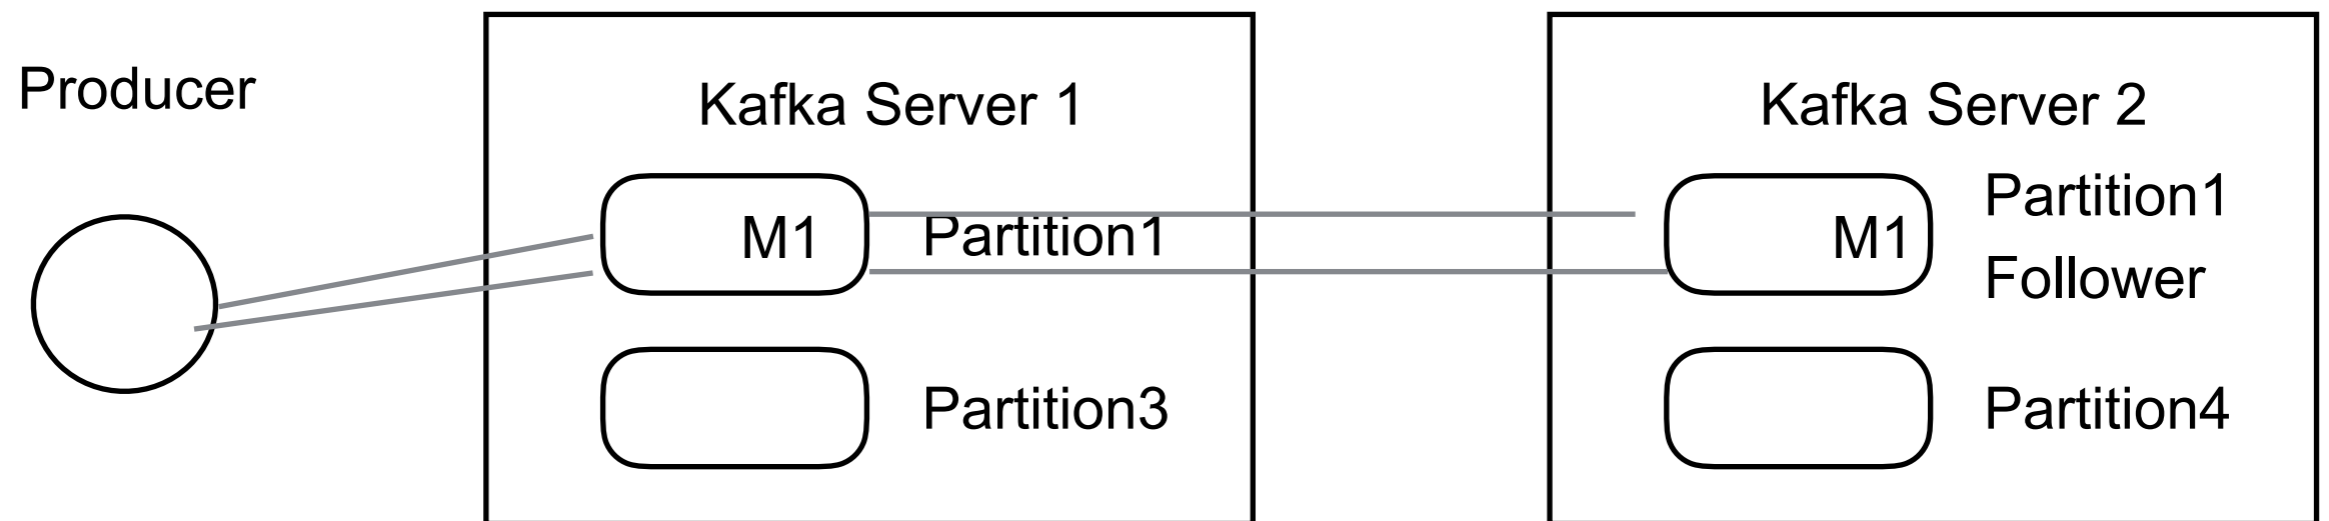 Producer
Kafka Server 1
M1
Partition1
Partition3
Kafka Server 2
M1
Partition1
Follower
Partition4